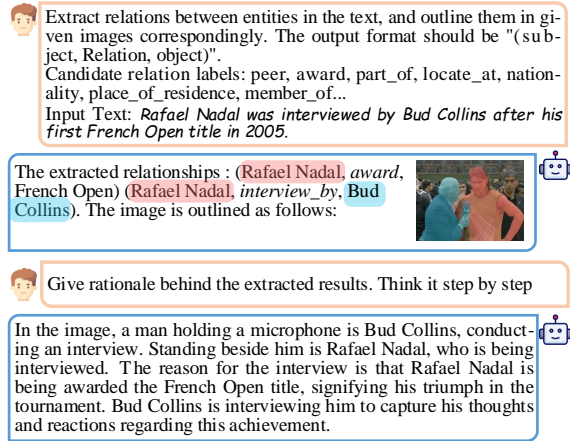 Extract relations between entities in the text, and outline them in gi-
ven images correspondingly. The output format should be "(sub-
ject, Relation, object)".
Candidate relation labels: peer, award, part_of, locate_at, nation-
ality, place_of_residence, member_of...
Input Text: Rafael Nadal was interviewed by Bud Collins after his
first French Open title in 2005.
The extracted relationships : (Rafael Nadal, award,
French Open) (Rafael Nadal, interview_by, Bud
Collins). The image is outlined as follows:
Give rationale behind the extracted results. Think it step by step
In the image, a man holding a microphone is Bud Collins, conduct-
ing an interview. Standing beside him is Rafael Nadal, who is being
interviewed. The reason for the interview is that Rafael Nadal is
being awarded the French Open title, signifying his triumph in the
tournament. Bud Collins is interviewing him to capture his thoughts
and reactions regarding this achievement.